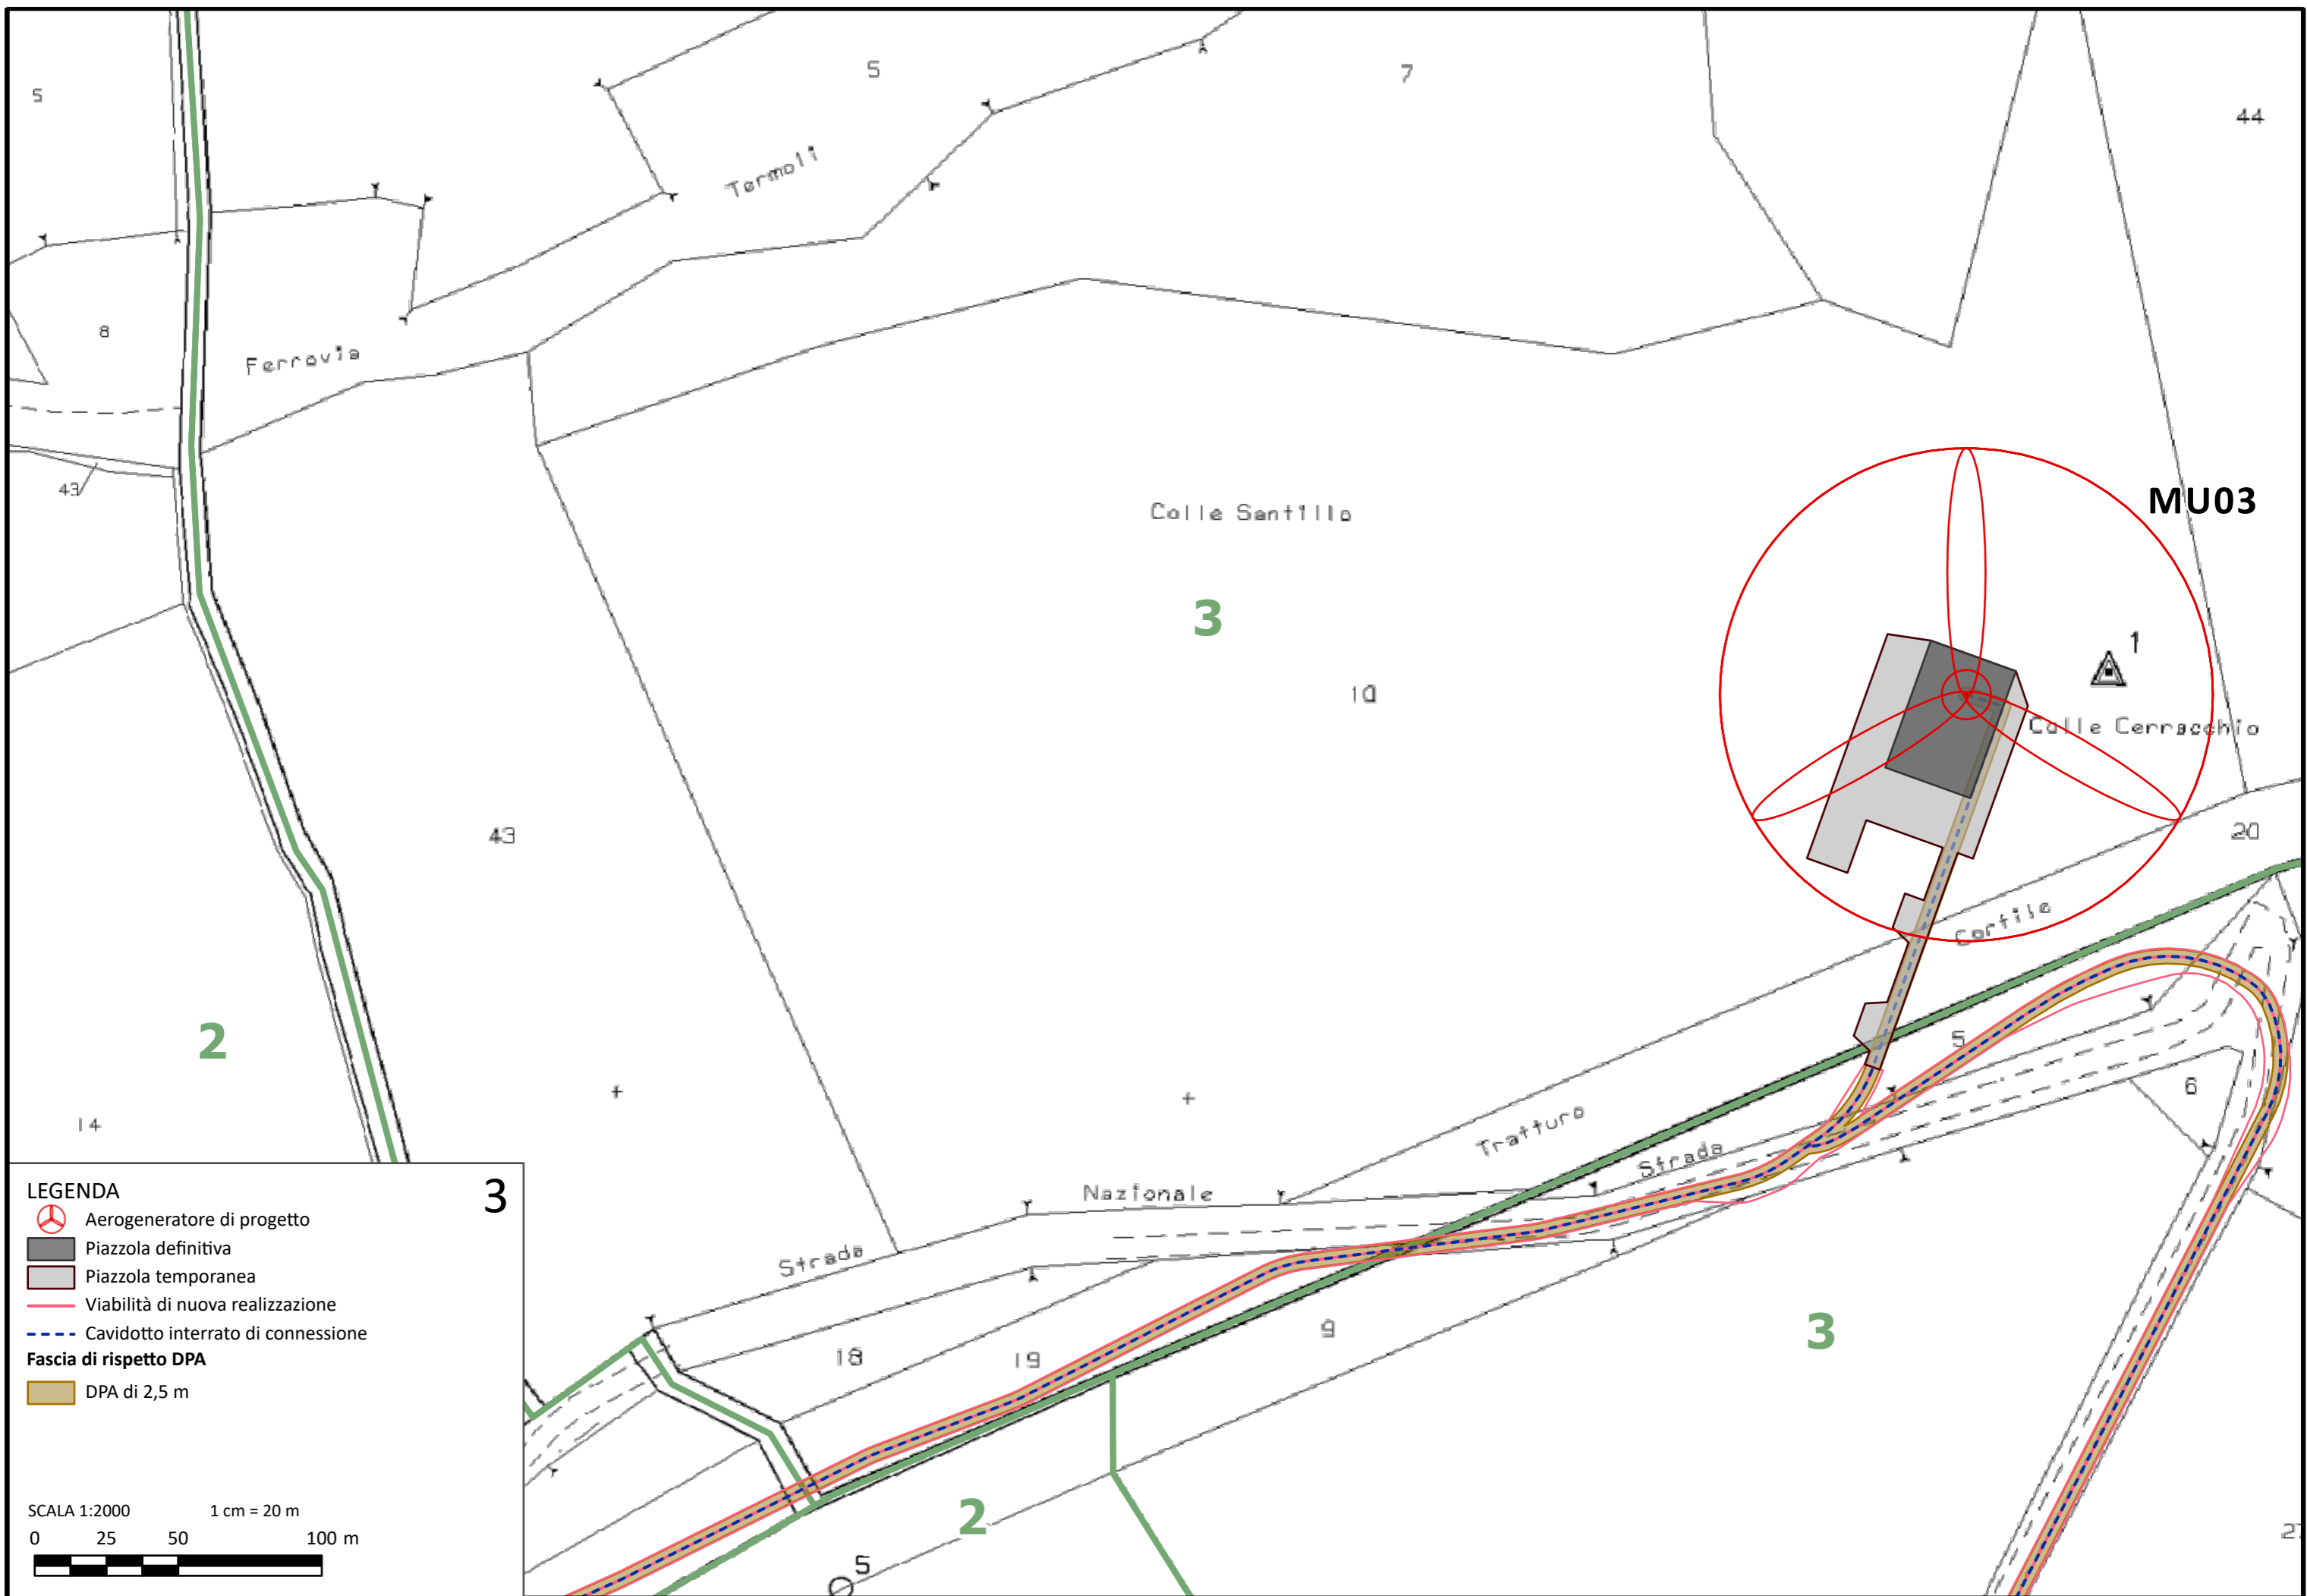 5
5
7
44
Termoli
8
Ferrovia
43
Colle Santillo
MU03
3
1
10
Colle Cerracchio
43
20
Cortile
2
5
6
14
Tratturo
Strada
Nazionale
Strada
9
3
18
19
2
5
LEGENDA
3
Aerogeneratore di progetto
Piazzola definitiva
Piazzola temporanea
Viabilità di nuova realizzazione
Cavidotto interrato di connessione
Fascia di rispetto DPA
DPA di 2,5 m
SCALA 1:2000 1 cm = 20 m
0 25 50 100 m